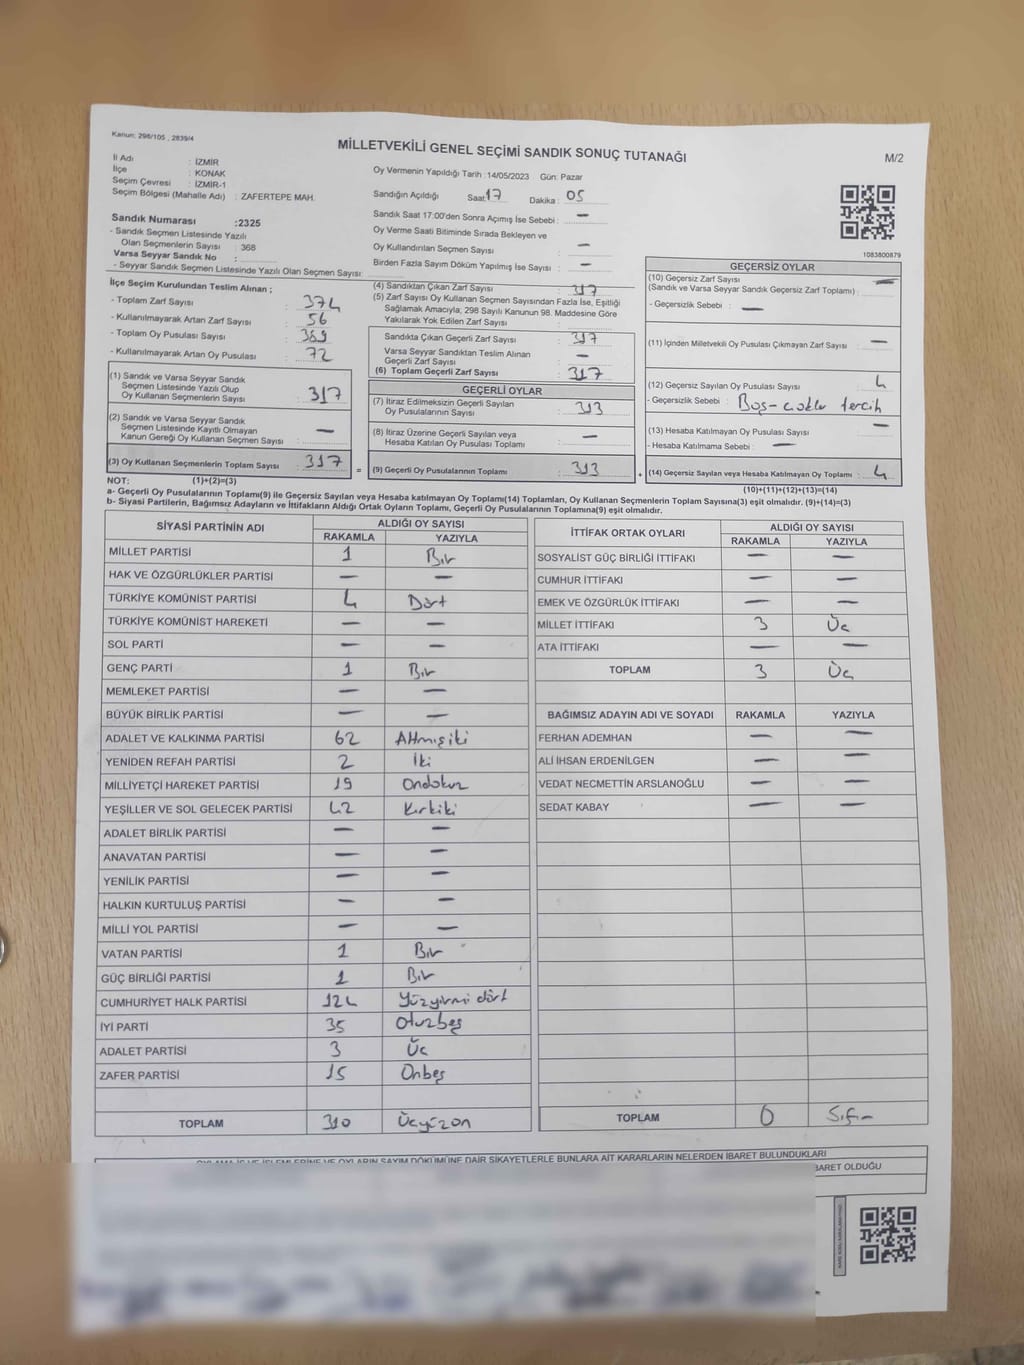 Kanun: 298/105 , 2839/4
MİLLETVEKİLİ GENEL SEÇİMİ SANDIK SONUÇ TUTANAĞI
M/2
İl Adı : İZMİR
İlçe : KONAK
Seçim Çevresi : İZMİR-1
Seçim Bölgesi (Mahalle Adı) : ZAFERTEPE MAH.
Sandık Numarası :2325
- Sandık Seçmen Listesinde Yazılı
Olan Seçmenlerin Sayısı : 368
Varsa Seyyar Sandık No :
- Seyyar Sandık Seçmen Listesinde Yazılı Olan Seçmen Sayısı:
Oy Vermenin Yapıldığı Tarih :14/05/2023 Gün: Pazar
Sandığın Açıldığı Saat: 17 Dakika : 05
Sandık Saat 17:00'den Sonra Açımış İse Sebebi : —
Oy Verme Saati Bitiminde Sırada Bekleyen ve
Oy Kullandırılan Seçmen Sayısı : —
Birden Fazla Sayım Döküm Yapılmış İse Sayısı : —
1083800879
İlçe Seçim Kurulundan Teslim Alınan ;
- Toplam Zarf Sayısı : 374
- Kullanılmayarak Artan Zarf Sayısı : 56
- Toplam Oy Pusulası Sayısı : 389
- Kullanılmayarak Artan Oy Pusulası : 72
(1) Sandık ve Varsa Seyyar Sandık
Seçmen Listesinde Yazılı Olup
Oy Kullanan Seçmenlerin Sayısı : 317
(2) Sandık ve Varsa Seyyar Sandık
Seçmen Listesinde Kayıtlı Olmayan
Kanun Gereği Oy Kullanan Seçmen Sayısı : —
(3) Oy Kullanan Seçmenlerin Toplam Sayısı : 317
(4) Sandıktan Çıkan Zarf Sayısı : 317
(5) Zarf Sayısı Oy Kullanan Seçmen Sayısından Fazla İse, Eşitliği
Sağlamak Amacıyla; 298 Sayılı Kanunun 98. Maddesine Göre
Yakılarak Yok Edilen Zarf Sayısı :
Sandıkta Çıkan Geçerli Zarf Sayısı : 317
Varsa Seyyar Sandıktan Teslim Alınan
Geçerli Zarf Sayısı : —
(6) Toplam Geçerli Zarf Sayısı : 317
GEÇERLİ OYLAR
(7) İtiraz Edilmeksizin Geçerli Sayılan
Oy Pusulalarının Sayısı : 313
(8) İtiraz Üzerine Geçerli Sayılan veya
Hesaba Katılan Oy Pusulası Toplamı : —
= (9) Geçerli Oy Pusulalarının Toplamı : 313 +
GEÇERSİZ OYLAR
(10) Geçersiz Zarf Sayısı
(Sandık ve Varsa Seyyar Sandık Geçersiz Zarf Toplamı) : —
- Geçersizlik Sebebi : —
(11) İçinden Milletvekili Oy Pusulası Çıkmayan Zarf Sayısı : —
(12) Geçersiz Sayılan Oy Pusulası Sayısı : 4
- Geçersizlik Sebebi : Boş - çoklu tercih
(13) Hesaba Katılmayan Oy Pusulası Sayısı : —
- Hesaba Katılmama Sebebi : —
(14) Geçersiz Sayılan veya Hesaba Katılmayan Oy Toplamı : 4
NOT: (1)+(2)=(3)
(10)+(11)+(12)+(13)=(14)
a- Geçerli Oy Pusulalarının Toplamı(9) ile Geçersiz Sayılan veya Hesaba katılmayan Oy Toplamı(14) Toplamları, Oy Kullanan Seçmenlerin Toplam Sayısına(3) eşit olmalıdır. (9)+(14)=(3)
b- Siyasi Partilerin, Bağımsız Adayların ve İttifakların Aldığı Ortak Oyların Toplamı, Geçerli Oy Pusulalarının Toplamına(9) eşit olmalıdır.
SİYASİ PARTİNİN ADI ALDIĞI OY SAYISI
RAKAMLA YAZIYLA
MİLLET PARTİSİ 1 Bir
HAK VE ÖZGÜRLÜKLER PARTİSİ — —
TÜRKİYE KOMÜNİST PARTİSİ 4 Dört
TÜRKİYE KOMÜNİST HAREKETİ — —
SOL PARTİ — —
GENÇ PARTİ 1 Bir
MEMLEKET PARTİSİ — —
BÜYÜK BİRLİK PARTİSİ — —
ADALET VE KALKINMA PARTİSİ 62 Altmışiki
YENİDEN REFAH PARTİSİ 2 İki
MİLLİYETÇİ HAREKET PARTİSİ 19 Ondokuz
YEŞİLLER VE SOL GELECEK PARTİSİ 42 Kırkiki
ADALET BİRLİK PARTİSİ — —
ANAVATAN PARTİSİ — —
YENİLİK PARTİSİ — —
HALKIN KURTULUŞ PARTİSİ — —
MİLLİ YOL PARTİSİ — —
VATAN PARTİSİ 1 Bir
GÜÇ BİRLİĞİ PARTİSİ 1 Bir
CUMHURİYET HALK PARTİSİ 124 Yüzyirmi dört
İYİ PARTİ 35 Otuzbeş
ADALET PARTİSİ 3 Üç
ZAFER PARTİSİ 15 Onbeş
TOPLAM 310 Üçyüzon
İTTİFAK ORTAK OYLARI ALDIĞI OY SAYISI
RAKAMLA YAZIYLA
SOSYALİST GÜÇ BİRLİĞİ İTTİFAKI — —
CUMHUR İTTİFAKI — —
EMEK VE ÖZGÜRLÜK İTTİFAKI — —
MİLLET İTTİFAKI 3 Üç
ATA İTTİFAKI — —
TOPLAM 3 Üç
BAĞIMSIZ ADAYIN ADI VE SOYADI RAKAMLA YAZIYLA
FERHAN ADEMHAN — —
ALİ İHSAN ERDENİLGEN — —
VEDAT NECMETTİN ARSLANOĞLU — —
SEDAT KABAY — —
TOPLAM 0 Sıfır
OYLAMA İŞ VE İŞLEMLERİNE VE OYLARIN SAYIM DÖKÜMÜNE DAİR ŞİKAYETLERLE BUNLARA AİT KARARLARIN NELERDEN İBARET BULUNDUKLARI
BARET OLDUĞU